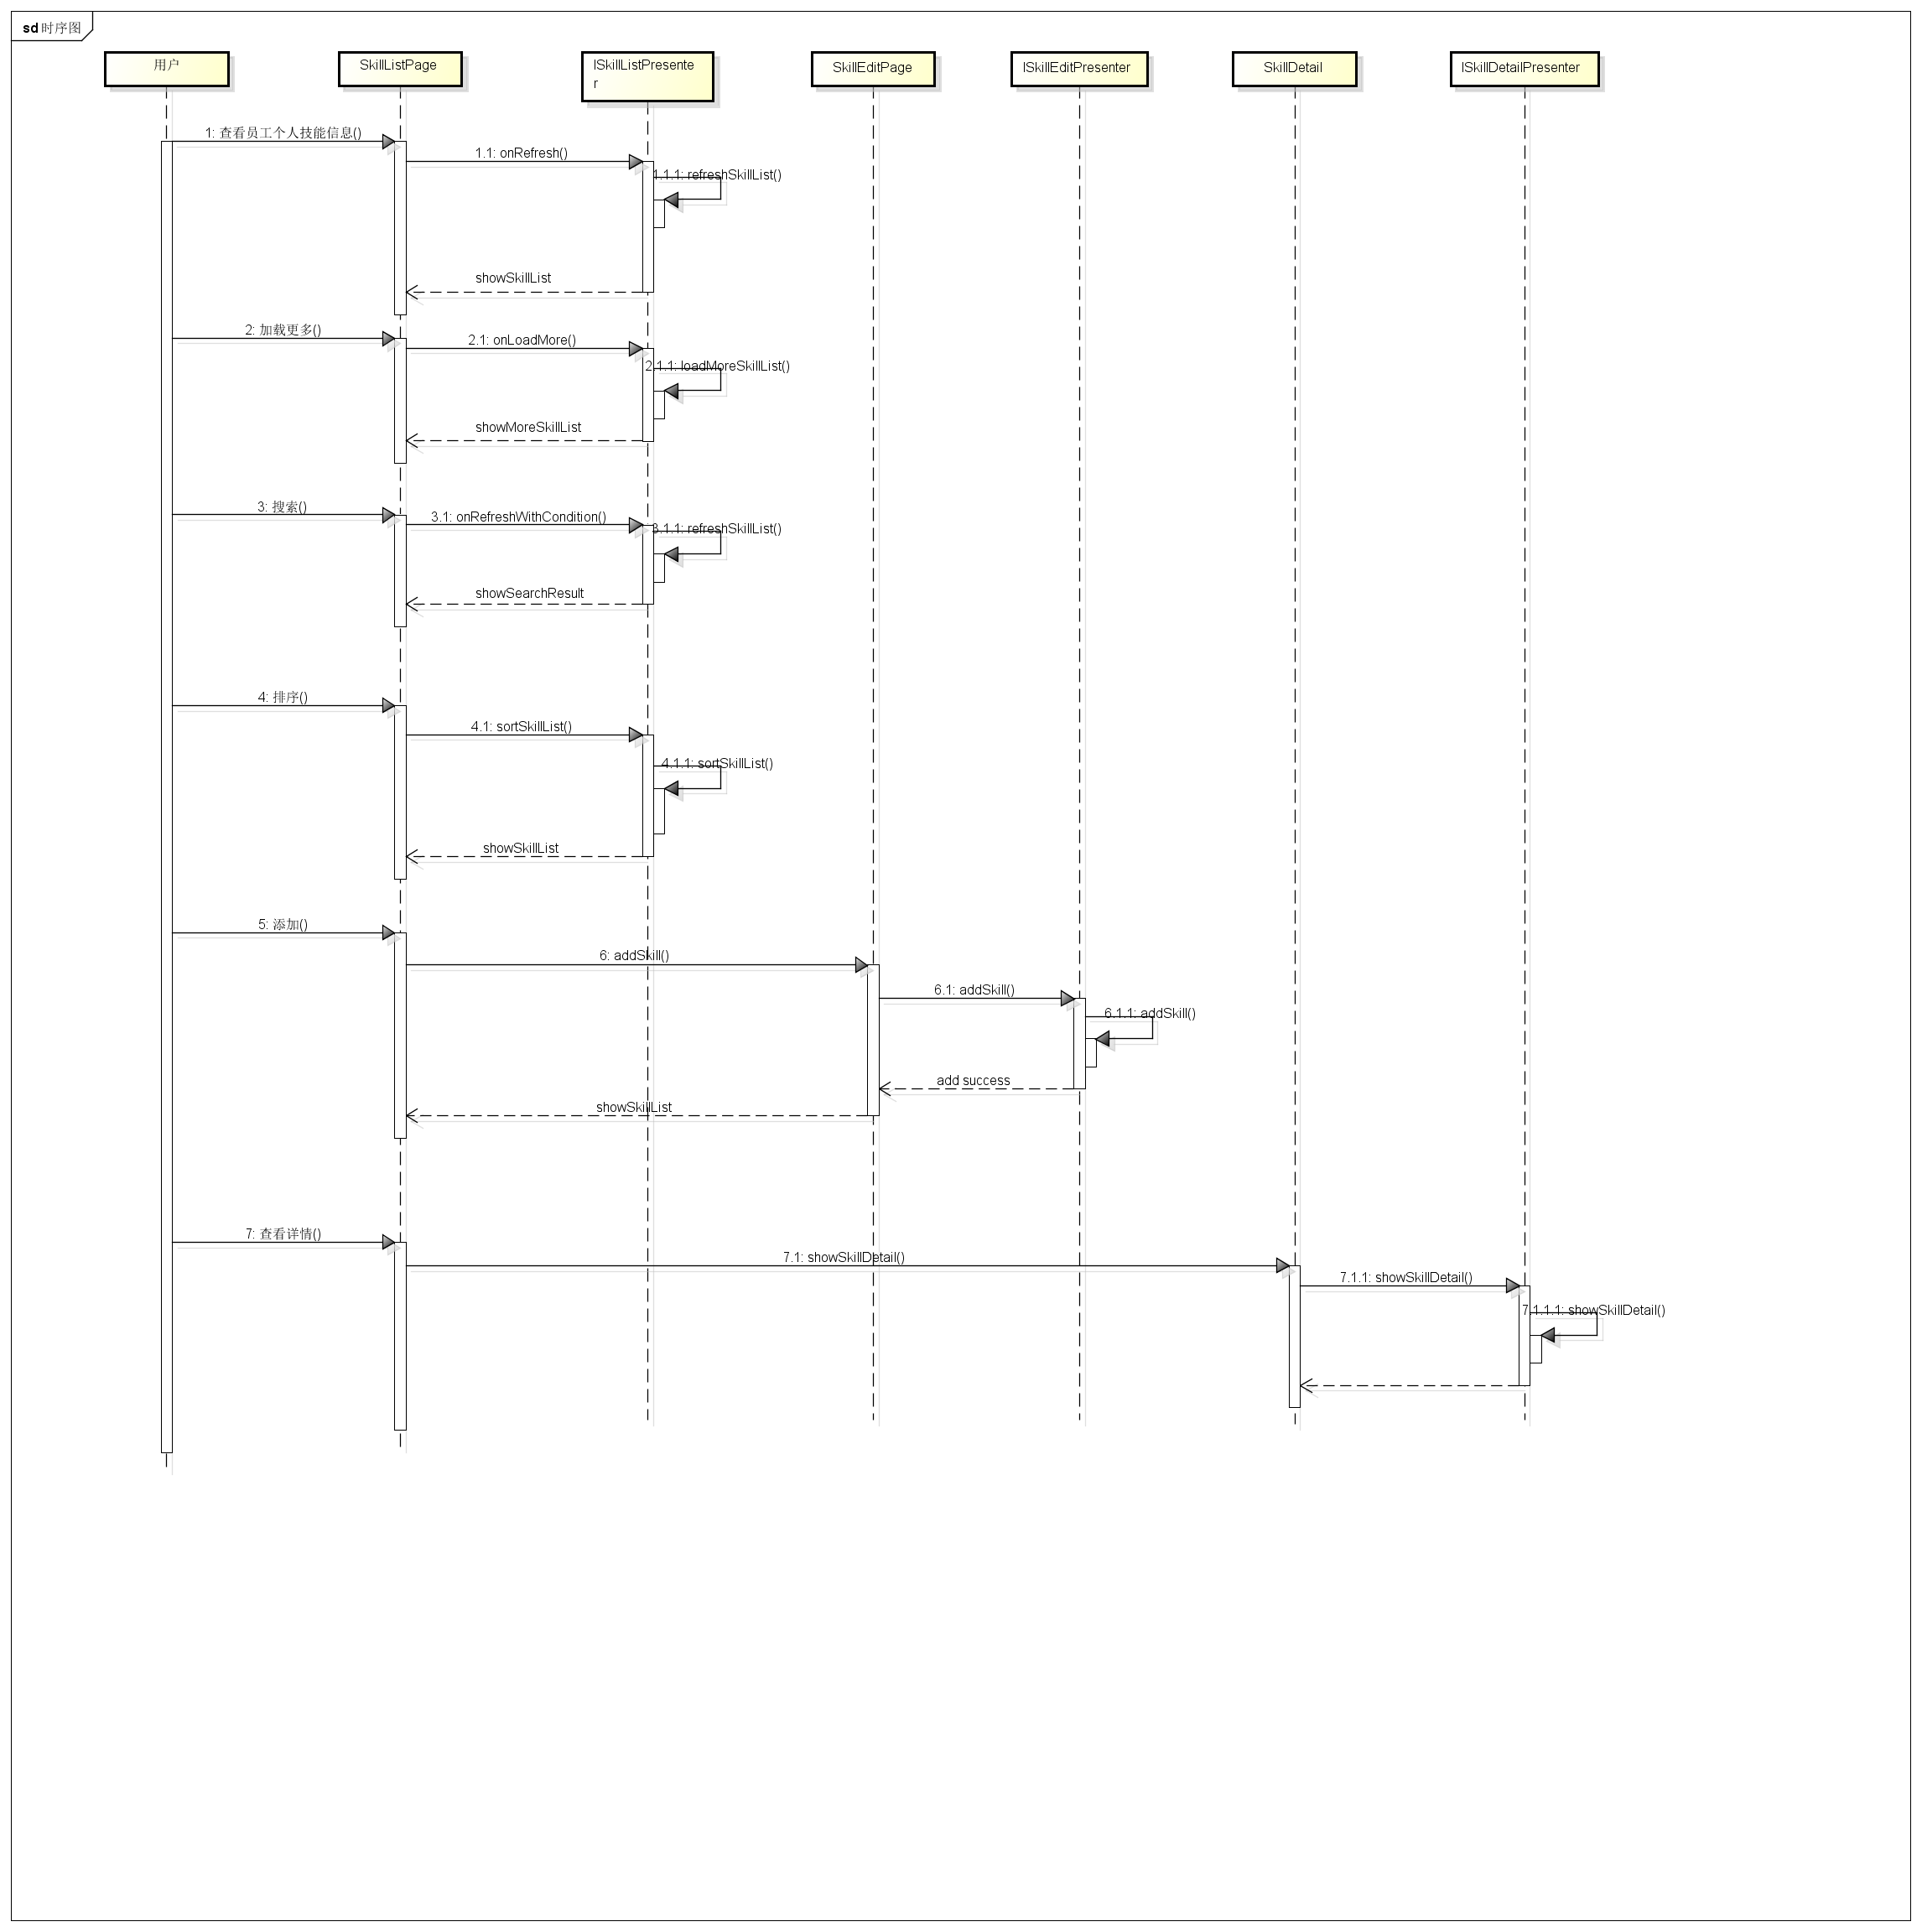 sd 时序图
用户
SkillListPage
ISkillListPresente
r
SkillEditPage
ISkillEditPresenter
SkillDetail
ISkillDetailPresenter
1: 查看员工个人技能信息()
1.1: onRefresh()
1.1.1: refreshSkillList()
showSkillList
2: 加载更多()
2.1: onLoadMore()
2.1.1: loadMoreSkillList()
showMoreSkillList
3: 搜索()
3.1: onRefreshWithCondition()
3.1.1: refreshSkillList()
showSearchResult
4: 排序()
4.1: sortSkillList()
4.1.1: sortSkillList()
showSkillList
5: 添加()
6: addSkill()
6.1: addSkill()
6.1.1: addSkill()
add success
showSkillList
7: 查看详情()
7.1: showSkillDetail()
7.1.1: showSkillDetail()
7.1.1.1: showSkillDetail()